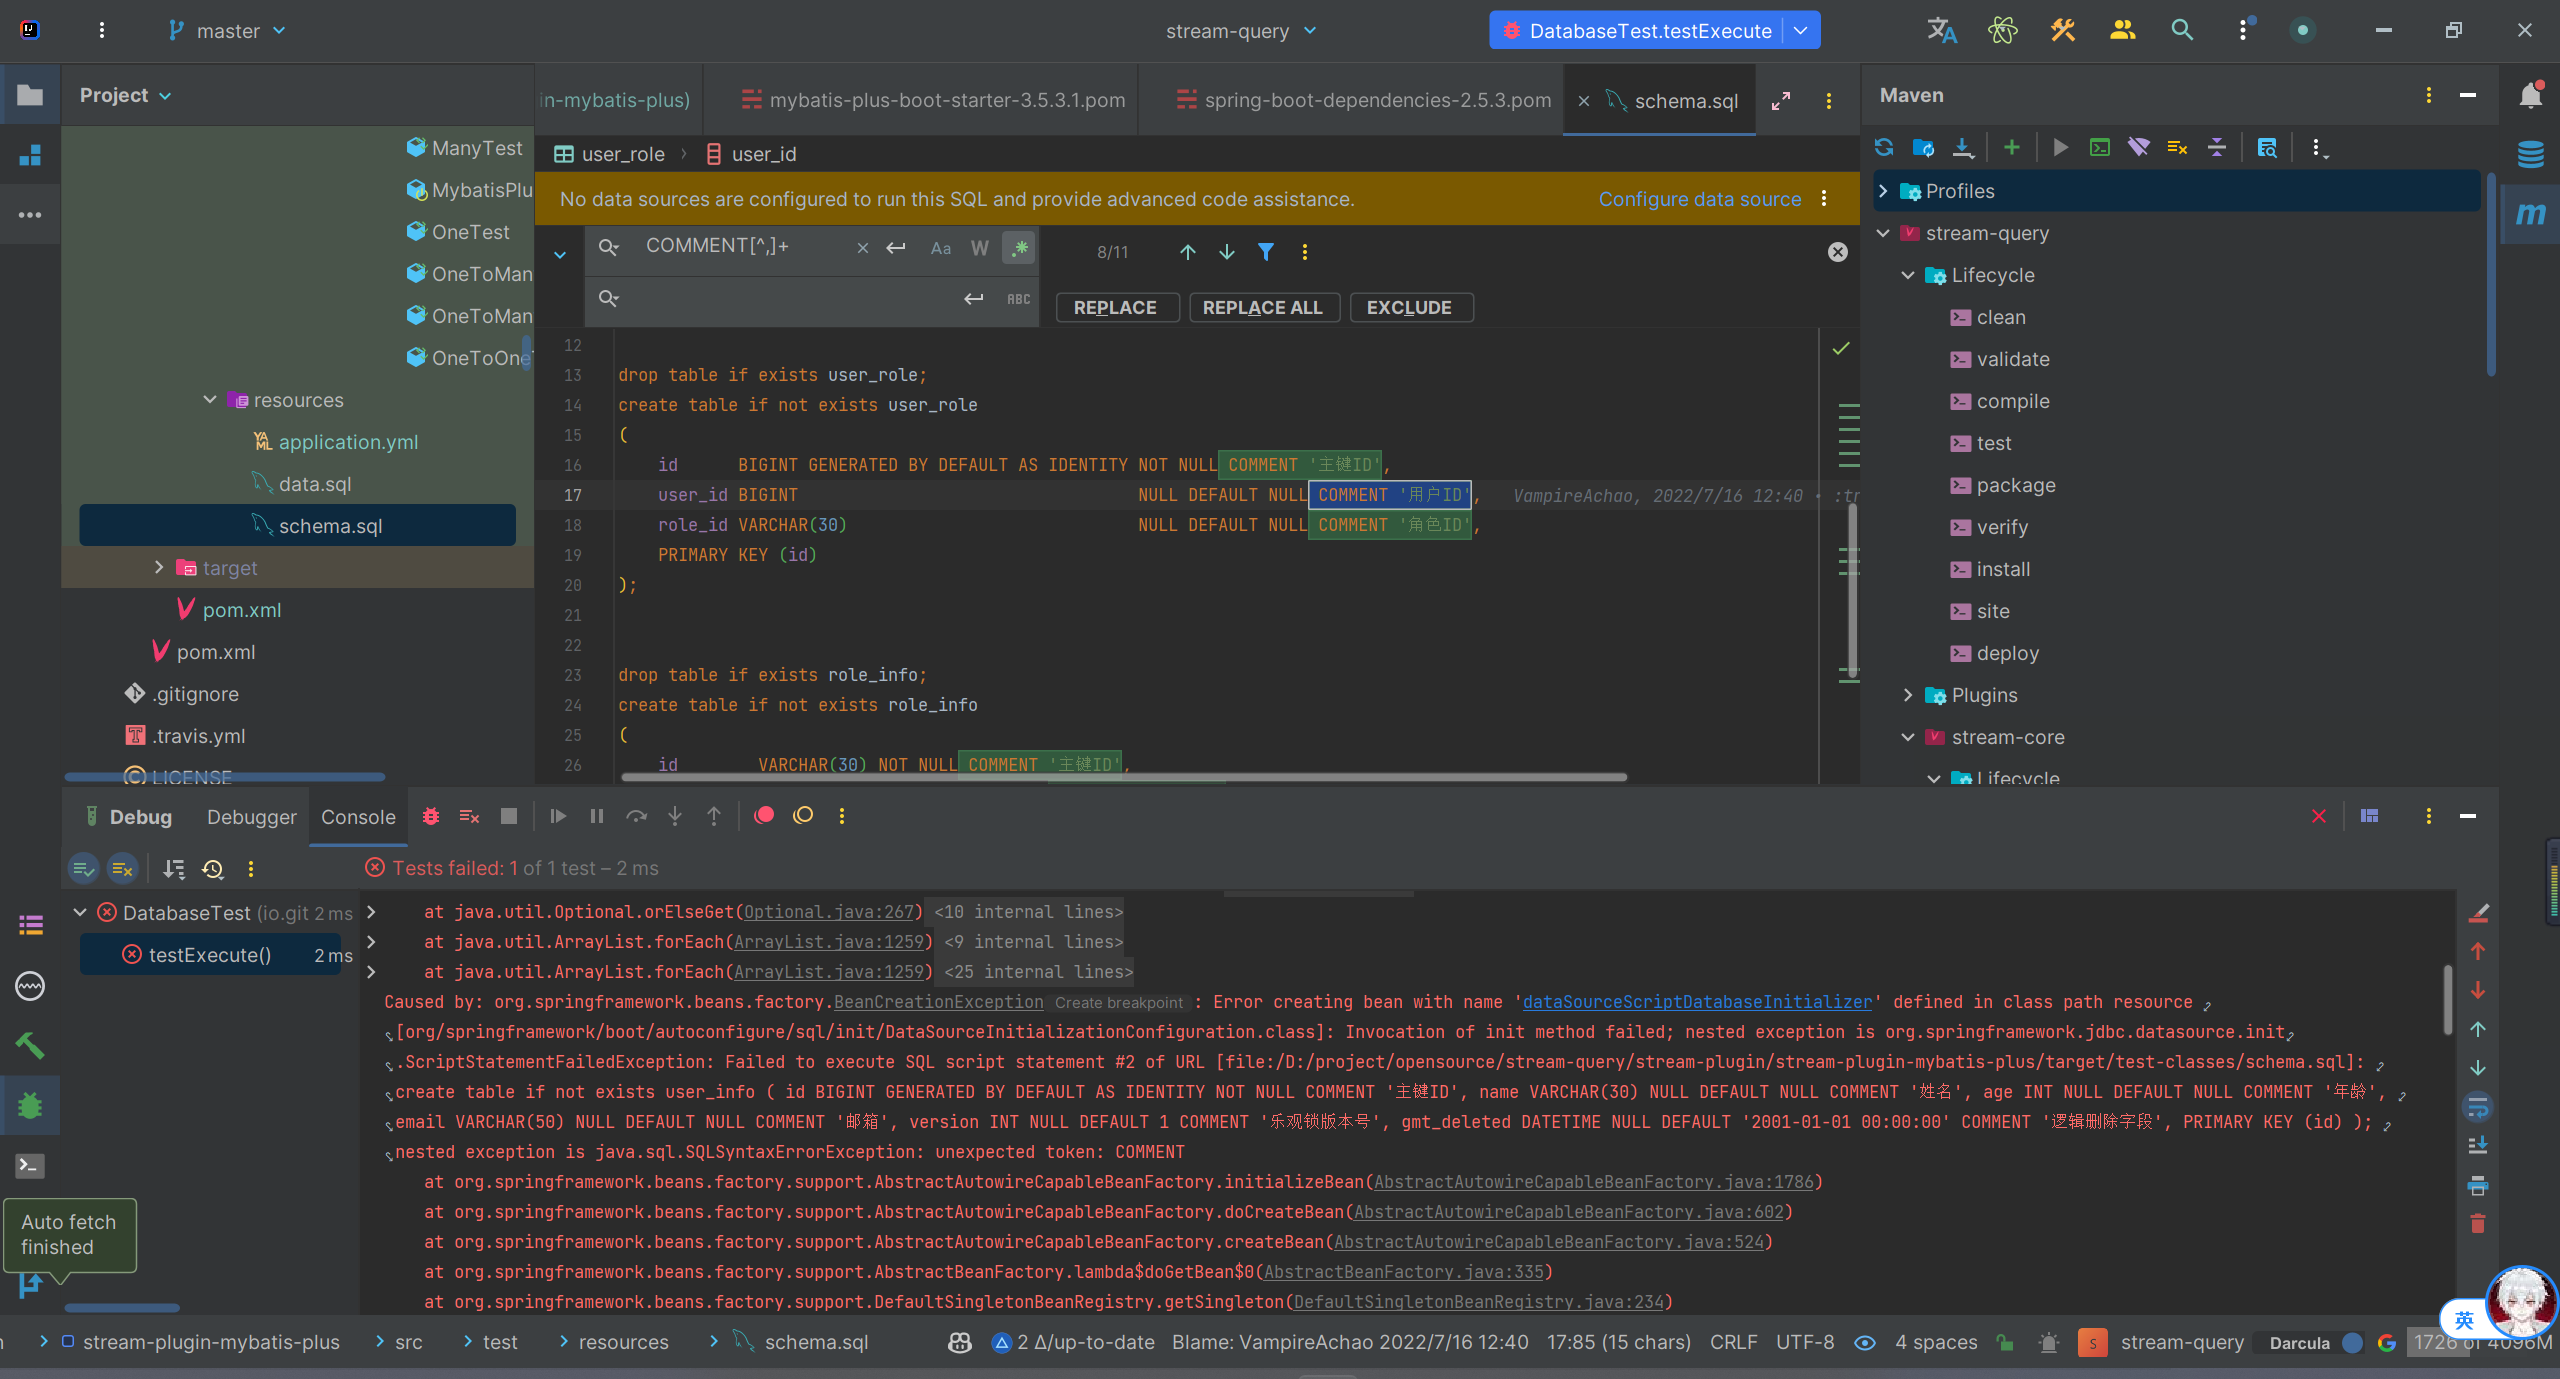 master
stream-query
DatabaseTest.testExecute
Project
in-mybatis-plus)
mybatis-plus-boot-starter-3.5.3.1.pom
spring-boot-dependencies-2.5.3.pom
schema.sql
Maven
ManyTest
MybatisPlu
OneTest
OneToMan
OneToMan
OneToOneT
resources
application.yml
data.sql
schema.sql
target
pom.xml
pom.xml
.gitignore
.travis.yml
LICENSE
user_role
user_id
No data sources are configured to run this SQL and provide advanced code assistance.
Configure data source
COMMENT[^,]+
Aa
W
8/11
ABC
REPLACE
REPLACE ALL
EXCLUDE
12
13 drop table if exists user_role;
14 create table if not exists user_role
15 (
16 id BIGINT GENERATED BY DEFAULT AS IDENTITY NOT NULL COMMENT '主键ID',
17 user_id BIGINT NULL DEFAULT NULL COMMENT '用户ID', VampireAchao, 2022/7/16 12:40 • :tr
18 role_id VARCHAR(30) NULL DEFAULT NULL COMMENT '角色ID',
19 PRIMARY KEY (id)
20 );
21
22
23 drop table if exists role_info;
24 create table if not exists role_info
25 (
26 id VARCHAR(30) NOT NULL COMMENT '主键ID',
Profiles
stream-query
Lifecycle
clean
validate
compile
test
package
verify
install
site
deploy
Plugins
stream-core
Lifecycle
Debug
Debugger
Console
Tests failed: 1 of 1 test – 2 ms
DatabaseTest (io.git 2 ms
testExecute() 2 ms
at java.util.Optional.orElseGet(Optional.java:267) <10 internal lines>
at java.util.ArrayList.forEach(ArrayList.java:1259) <9 internal lines>
at java.util.ArrayList.forEach(ArrayList.java:1259) <25 internal lines>
Caused by: org.springframework.beans.factory.BeanCreationException Create breakpoint : Error creating bean with name 'dataSourceScriptDatabaseInitializer' defined in class path resource
[org/springframework/boot/autoconfigure/sql/init/DataSourceInitializationConfiguration.class]: Invocation of init method failed; nested exception is org.springframework.jdbc.datasource.init
.ScriptStatementFailedException: Failed to execute SQL script statement #2 of URL [file:/D:/project/opensource/stream-query/stream-plugin/stream-plugin-mybatis-plus/target/test-classes/schema.sql]:
create table if not exists user_info ( id BIGINT GENERATED BY DEFAULT AS IDENTITY NOT NULL COMMENT '主键ID', name VARCHAR(30) NULL DEFAULT NULL COMMENT '姓名', age INT NULL DEFAULT NULL COMMENT '年龄',
email VARCHAR(50) NULL DEFAULT NULL COMMENT '邮箱', version INT NULL DEFAULT 1 COMMENT '乐观锁版本号', gmt_deleted DATETIME NULL DEFAULT '2001-01-01 00:00:00' COMMENT '逻辑删除字段', PRIMARY KEY (id) );
nested exception is java.sql.SQLSyntaxErrorException: unexpected token: COMMENT
at org.springframework.beans.factory.support.AbstractAutowireCapableBeanFactory.initializeBean(AbstractAutowireCapableBeanFactory.java:1786)
at org.springframework.beans.factory.support.AbstractAutowireCapableBeanFactory.doCreateBean(AbstractAutowireCapableBeanFactory.java:602)
at org.springframework.beans.factory.support.AbstractAutowireCapableBeanFactory.createBean(AbstractAutowireCapableBeanFactory.java:524)
at org.springframework.beans.factory.support.AbstractBeanFactory.lambda$doGetBean$0(AbstractBeanFactory.java:335)
at org.springframework.beans.factory.support.DefaultSingletonBeanRegistry.getSingleton(DefaultSingletonBeanRegistry.java:234)
Auto fetch
finished
英
stream-plugin-mybatis-plus
src
test
resources
schema.sql
2 Δ/up-to-date
Blame: VampireAchao 2022/7/16 12:40
17:85 (15 chars)
CRLF
UTF-8
4 spaces
stream-query
Darcula
1726 of 4096M